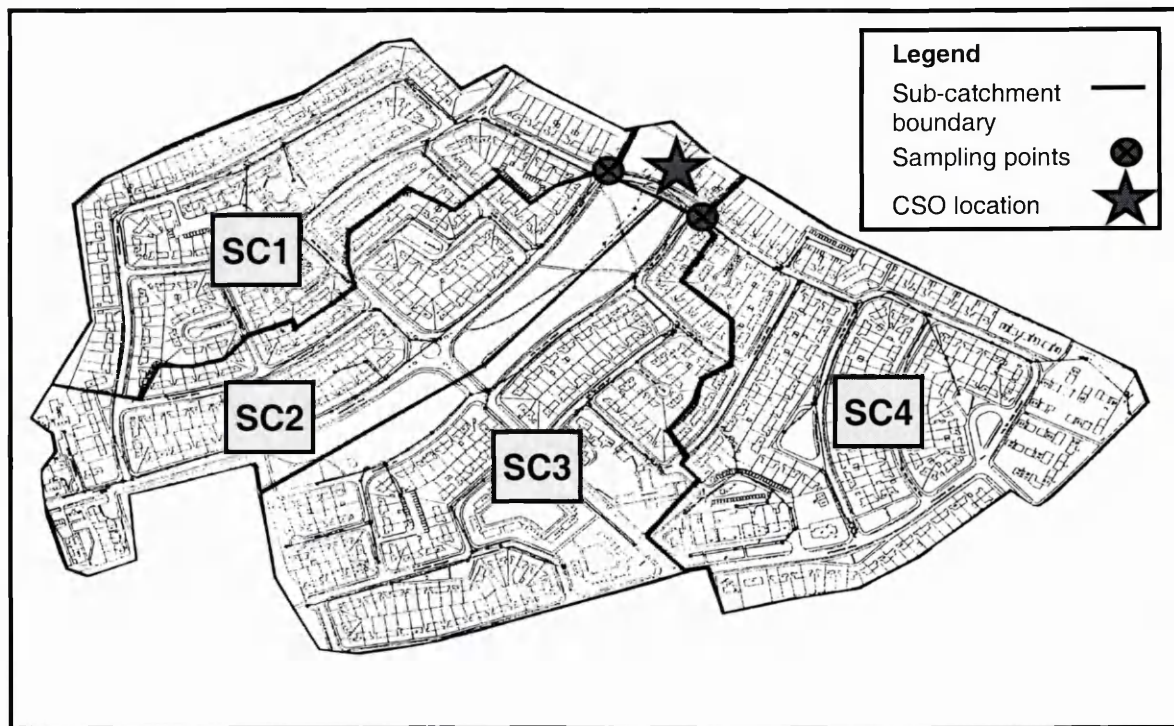 Legend
Sub-catchment
boundary
Sampling points
CSO location
SC1
SC2
SC3
SC4